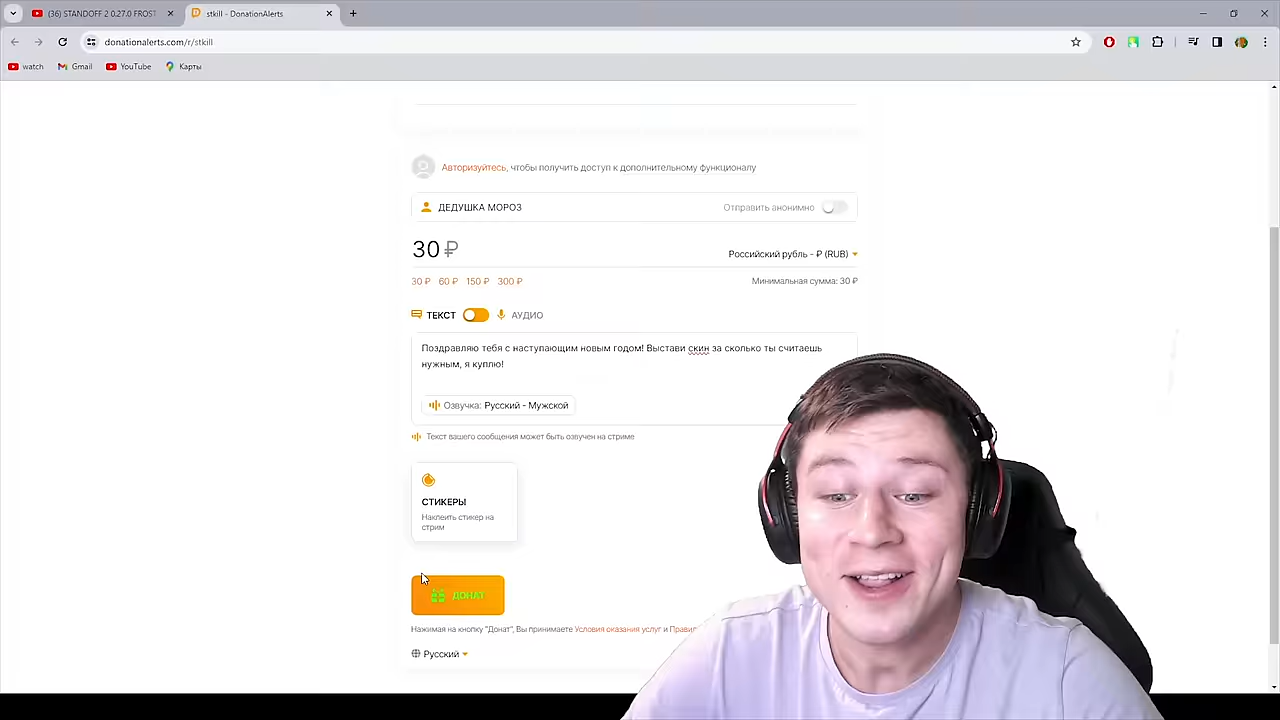 (36) STANDOFF 2 0.27.0 FROST
stkill - DonationAlerts
donationalerts.com/r/stkill
watch
Gmail
YouTube
Карты
Авторизуйтесь, чтобы получить доступ к дополнительному функционалу
ДЕДУШКА МОРОЗ
Отправить анонимно
30 ₽
Российский рубль - ₽ (RUB)
30 ₽ 60 ₽ 150 ₽ 300 ₽
Минимальная сумма: 30 ₽
ТЕКСТ
АУДИО
Поздравляю тебя с наступающим новым годом! Выстави скин за сколько ты считаешь
нужным, я куплю!
Озвучка: Русский - Мужской
Текст вашего сообщения может быть озвучен на стриме
СТИКЕРЫ
Наклеить стикер на
стрим
ДОНАТ
Нажимая на кнопку "Донат", Вы принимаете Условия оказания услуг и
Русский